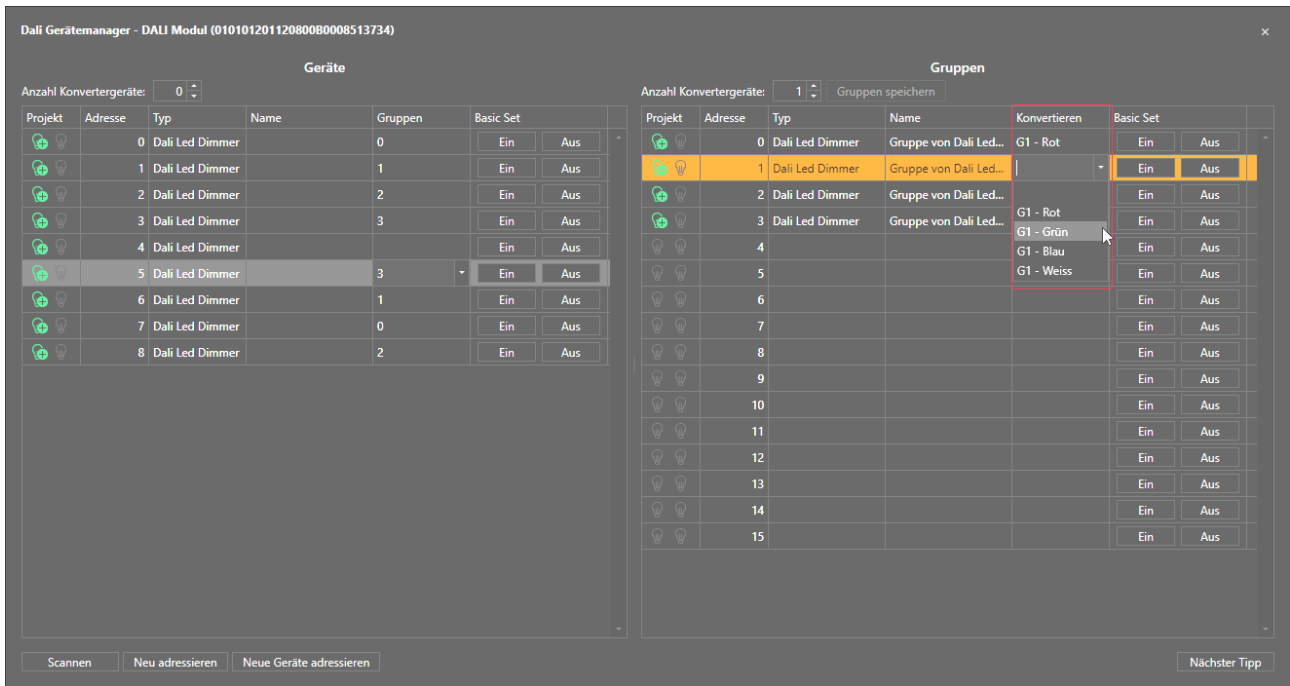 Dali Gerätemanager - DALI Modul (010101201120800B0008513734)
Geräte
Anzahl Konvertergeräte: 0
Projekt Adresse Typ Name Gruppen Basic Set
0 Dali Led Dimmer 0 Ein Aus
1 Dali Led Dimmer 1 Ein Aus
2 Dali Led Dimmer 2 Ein Aus
3 Dali Led Dimmer 3 Ein Aus
4 Dali Led Dimmer Ein Aus
5 Dali Led Dimmer 3 Ein Aus
6 Dali Led Dimmer 1 Ein Aus
7 Dali Led Dimmer 0 Ein Aus
8 Dali Led Dimmer 2 Ein Aus
Scannen Neu adressieren Neue Geräte adressieren
Gruppen
Anzahl Konvertergeräte: 1 Gruppen speichern
Projekt Adresse Typ Name Konvertieren Basic Set
0 Dali Led Dimmer Gruppe von Dali Led... G1 - Rot Ein Aus
1 Dali Led Dimmer Gruppe von Dali Led... Ein Aus
2 Dali Led Dimmer Gruppe von Dali Led... Ein Aus
3 Dali Led Dimmer Gruppe von Dali Led... Ein Aus
G1 - Rot
G1 - Grün
G1 - Blau
G1 - Weiss
4 Ein Aus
5 Ein Aus
6 Ein Aus
7 Ein Aus
8 Ein Aus
9 Ein Aus
10 Ein Aus
11 Ein Aus
12 Ein Aus
13 Ein Aus
14 Ein Aus
15 Ein Aus
Nächster Tipp